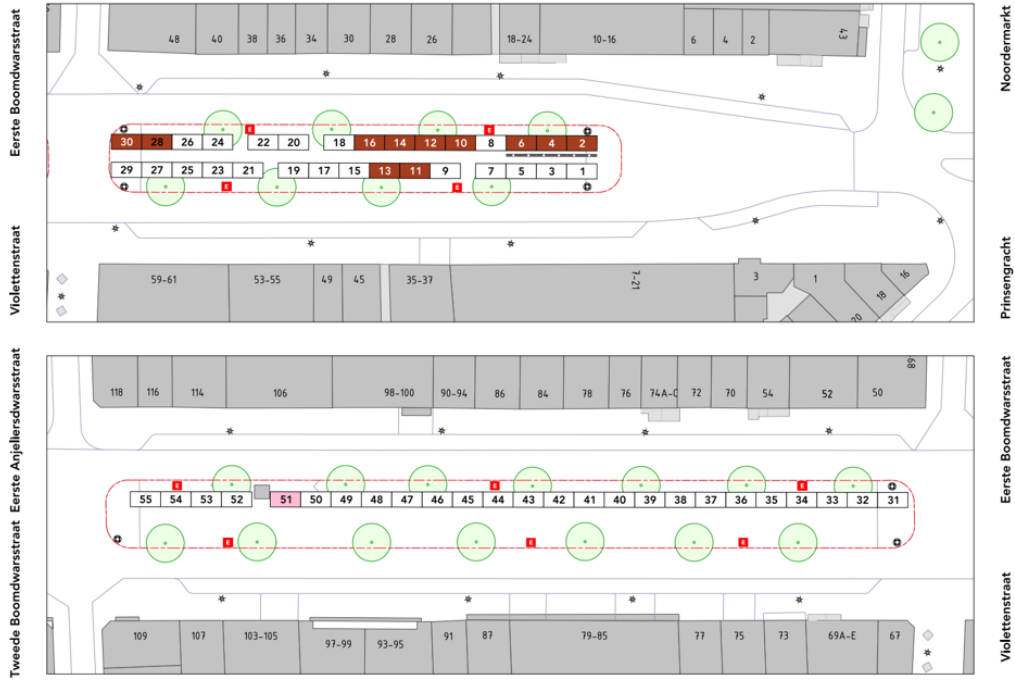 Eerste Boomdwarsstraat
Violettenstraat
Noordermarkt
Prinsengracht
48 40 38 36 34 30 28 26 18-24 10-16 6 4 2 43
E E
30 28 26 24 22 20 18 16 14 12 10 8 6 4 2
29 27 25 23 21 19 17 15 13 11 9 7 5 3 1
E E
59-61 53-55 49 45 35-37 7-21 3 1 16
18
20
Eerste Anjeliersdwarsstraat
Tweede Boomdwarsstraat
Eerste Boomdwarsstraat
Violettenstraat
68
118 116 114 106 98-100 90-94 86 84 78 76 74A-D 72 70 54 52 50
E E E
55 54 53 52 51 50 49 48 47 46 45 44 43 42 41 40 39 38 37 36 35 34 33 32 31
E E E
109 107 103-105 97-99 93-95 91 87 79-85 77 75 73 69A-E 67